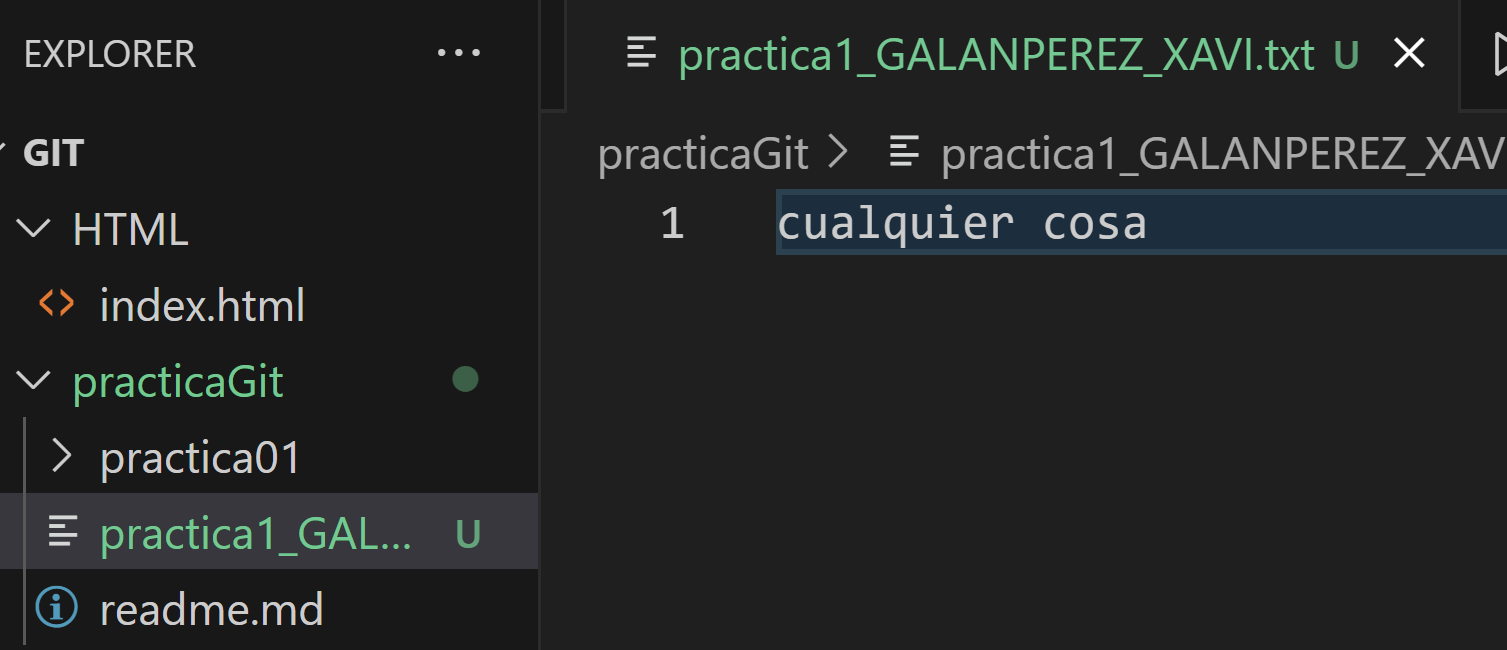 EXPLORER ···
GIT
HTML
index.html
practicaGit
practica01
practica1_GAL... U
readme.md
practica1_GALANPEREZ_XAVI.txt U
practicaGit > practica1_GALANPEREZ_XAV
1 cualquier cosa